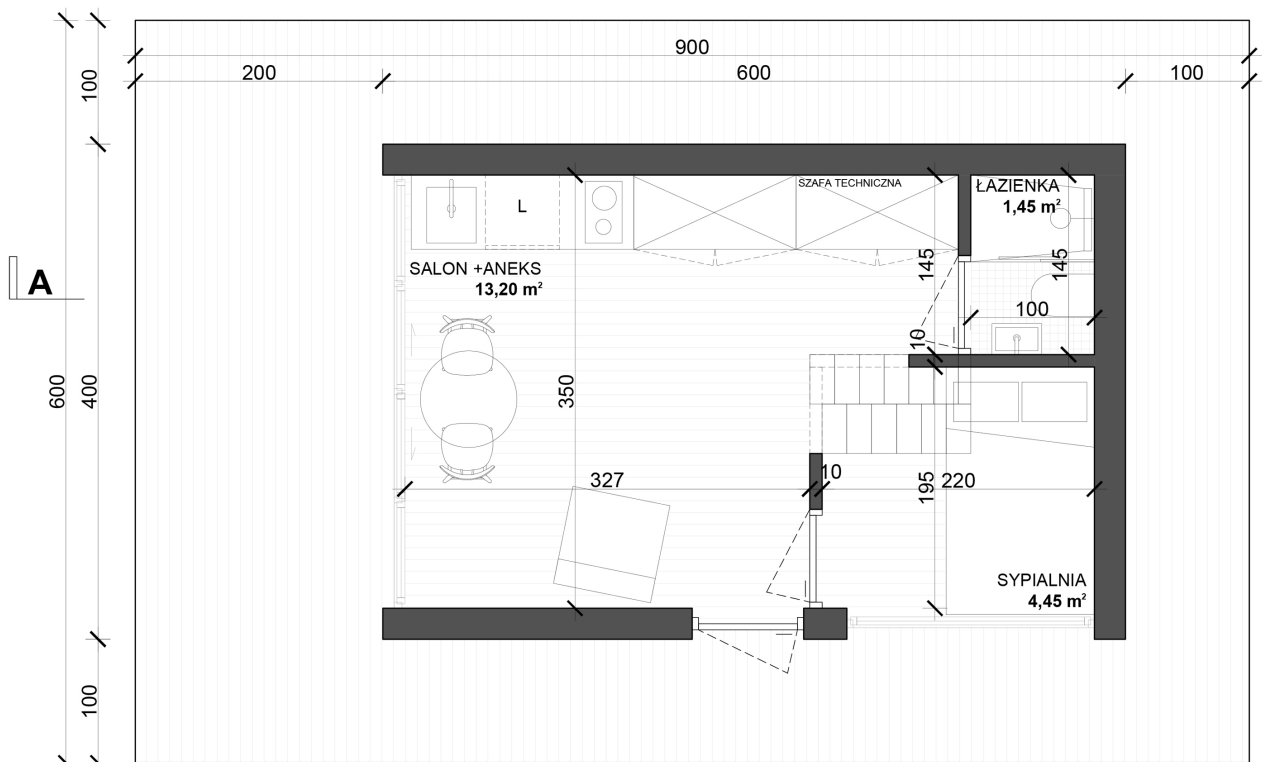 900
200
600
100
100
SZAFA TECHNICZNA
ŁAZIENKA
1,45 m²
L
SALON +ANEKS
13,20 m²
145
145
A
100
10
600
400
350
327
10
195
220
SYPIALNIA
4,45 m²
100